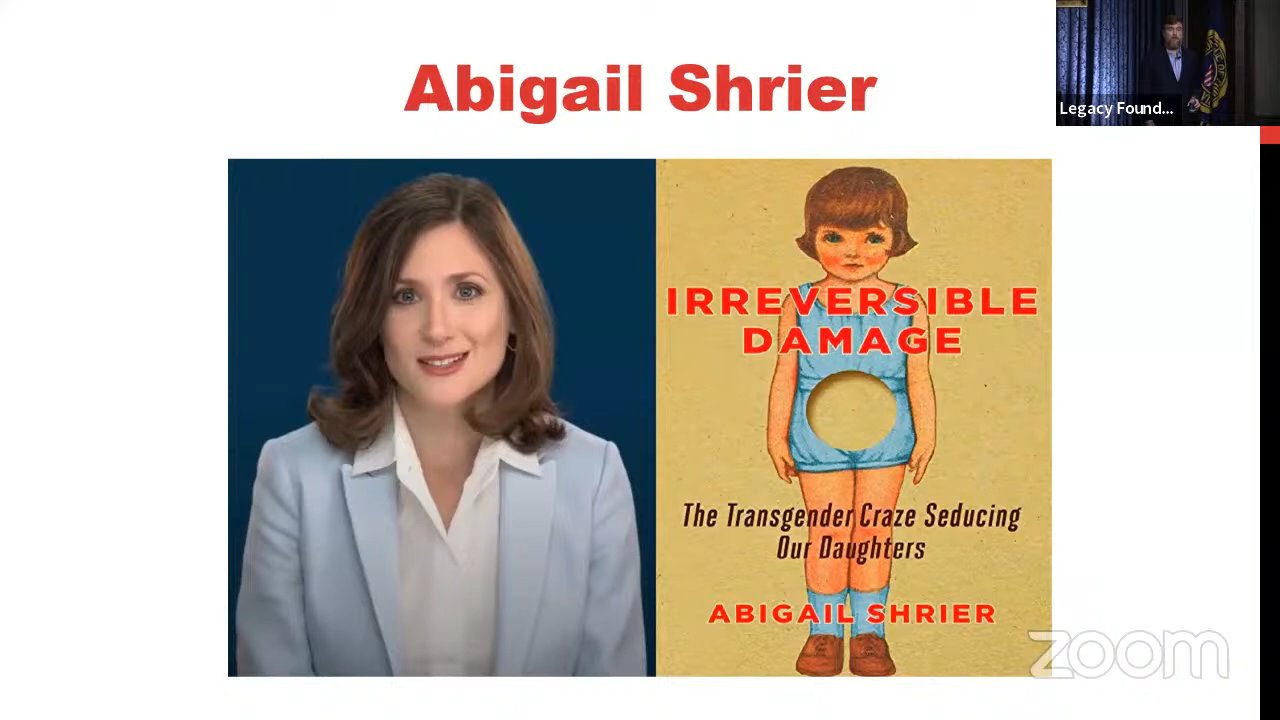 Abigail Shrier
Legacy Found...
IRREVERSIBLE
DAMAGE
The Transgender Craze Seducing
Our Daughters
ABIGAIL SHRIER
zoom